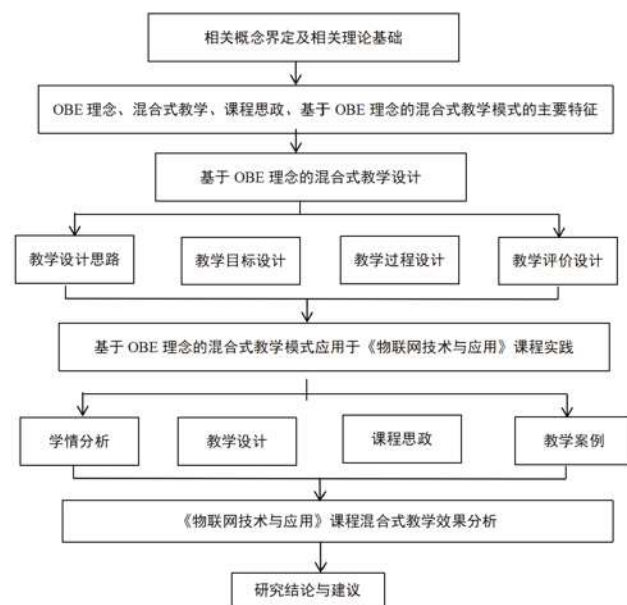 相关概念界定及相关理论基础
OBE 理念、混合式教学、课程思政、基于 OBE 理念的混合式教学模式的主要特征
基于 OBE 理念的混合式教学设计
教学设计思路
教学目标设计
教学过程设计
教学评价设计
基于 OBE 理念的混合式教学模式应用于《物联网技术与应用》课程实践
学情分析
教学设计
课程思政
教学案例
《物联网技术与应用》课程混合式教学效果分析
研究结论与建议